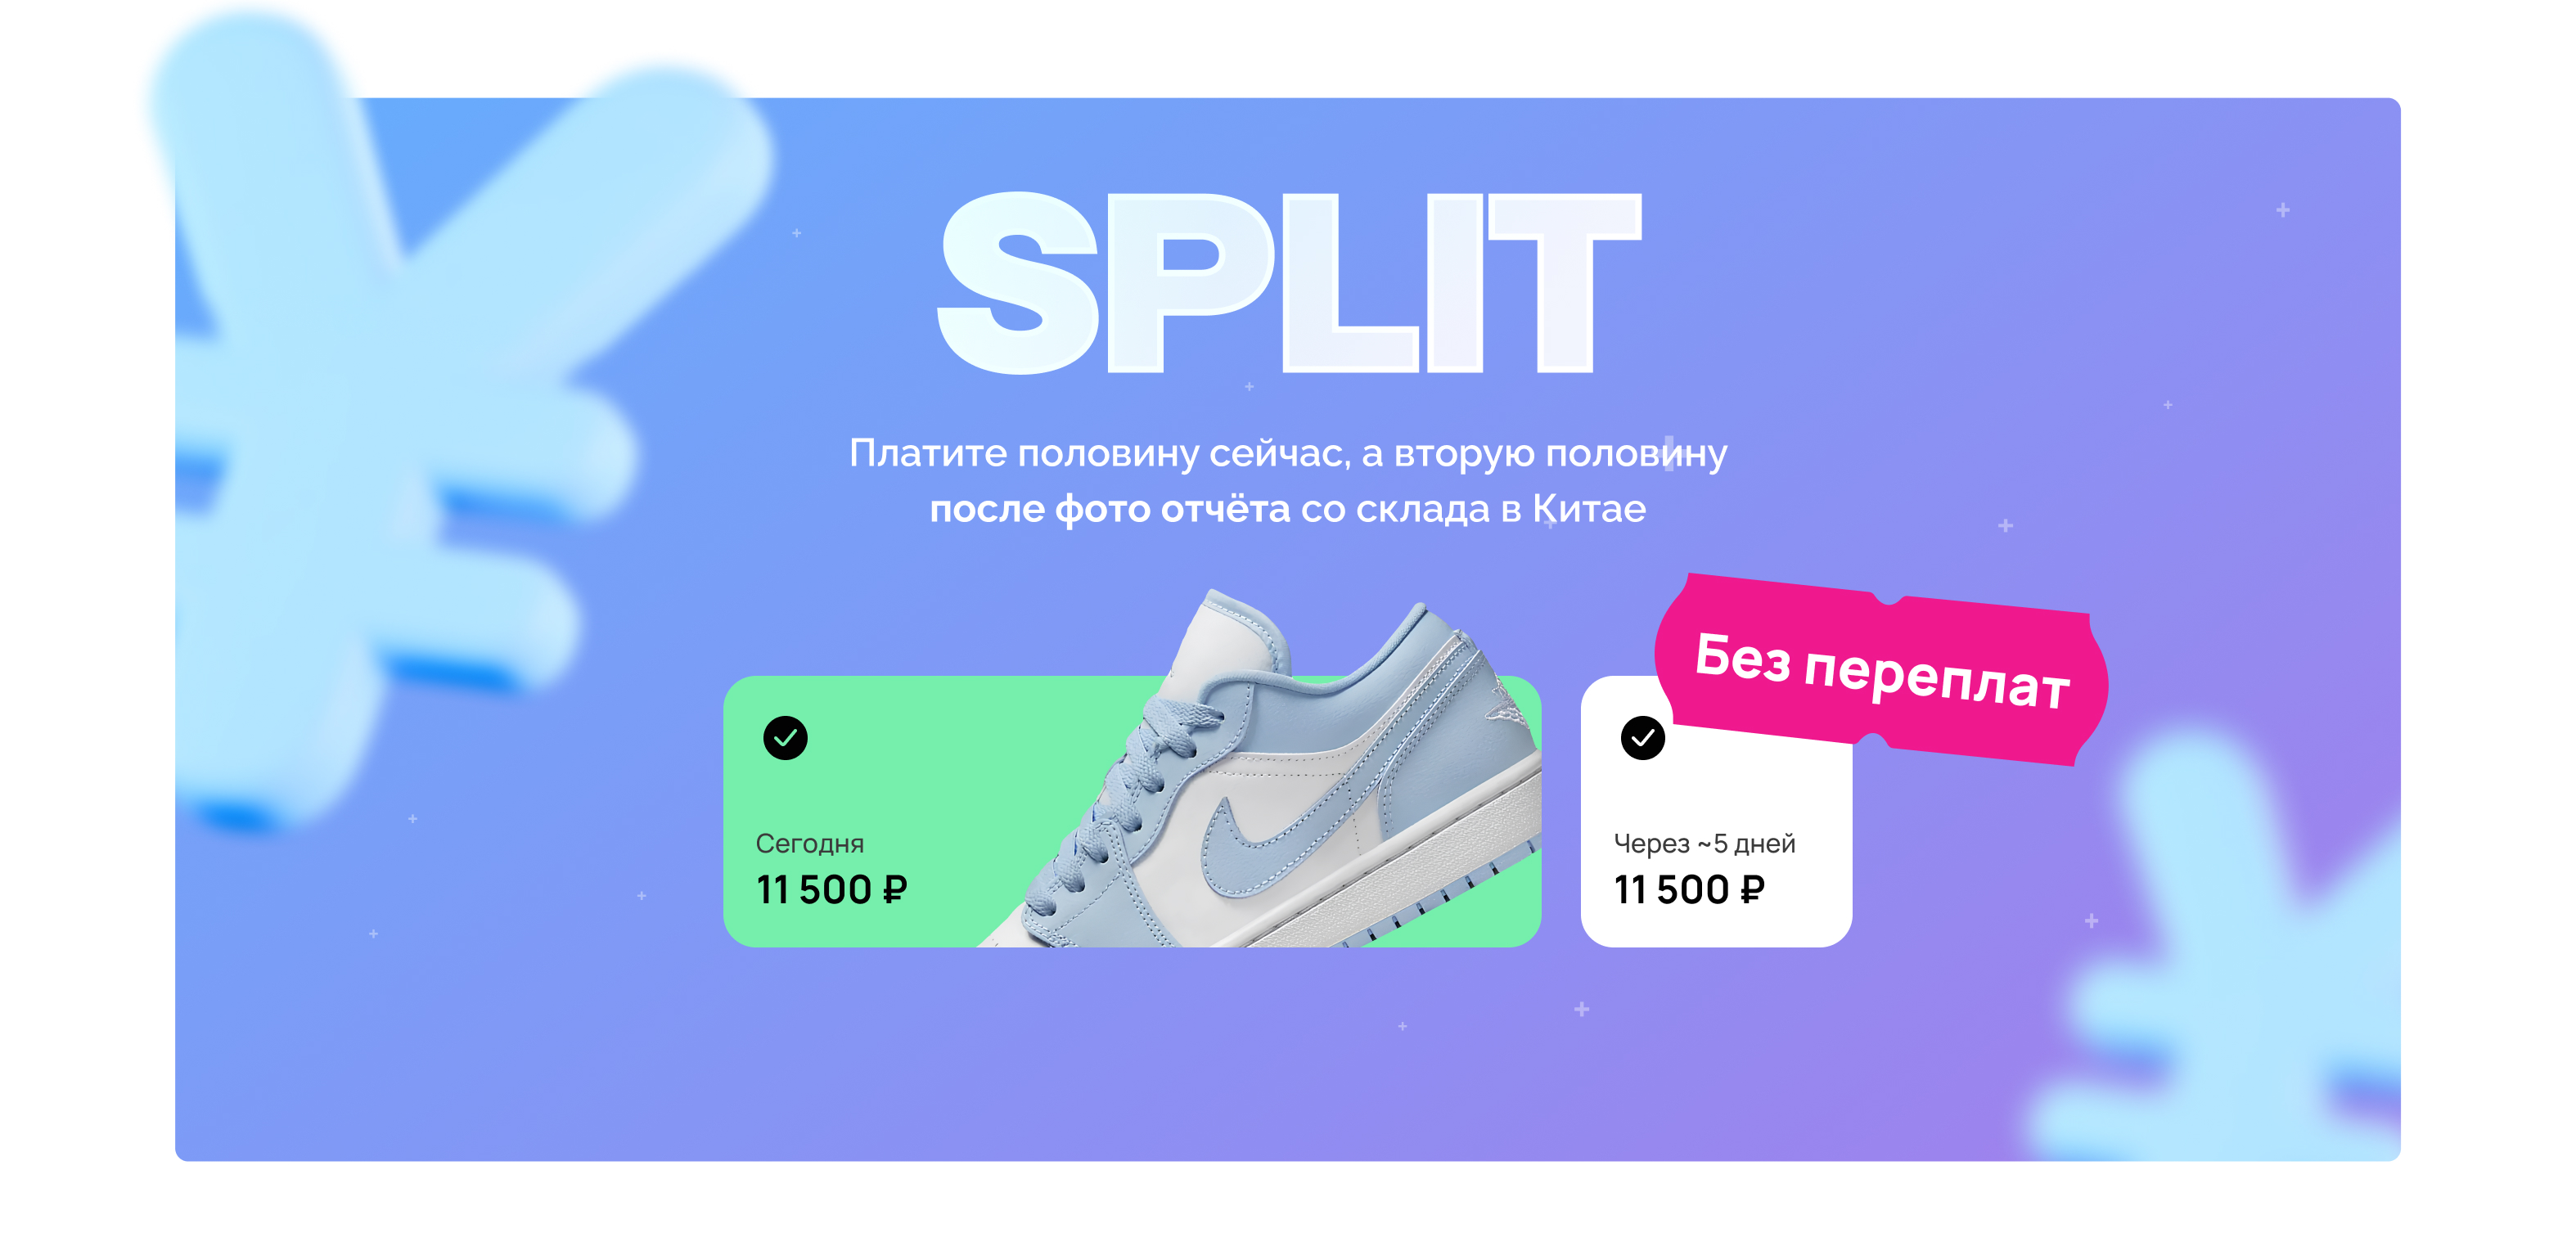 SPLIT
Платите половину сейчас, а вторую половину
после фото отчёта со склада в Китае
Без переплат
Сегодня
11 500 ₽
Через ~5 дней
11 500 ₽